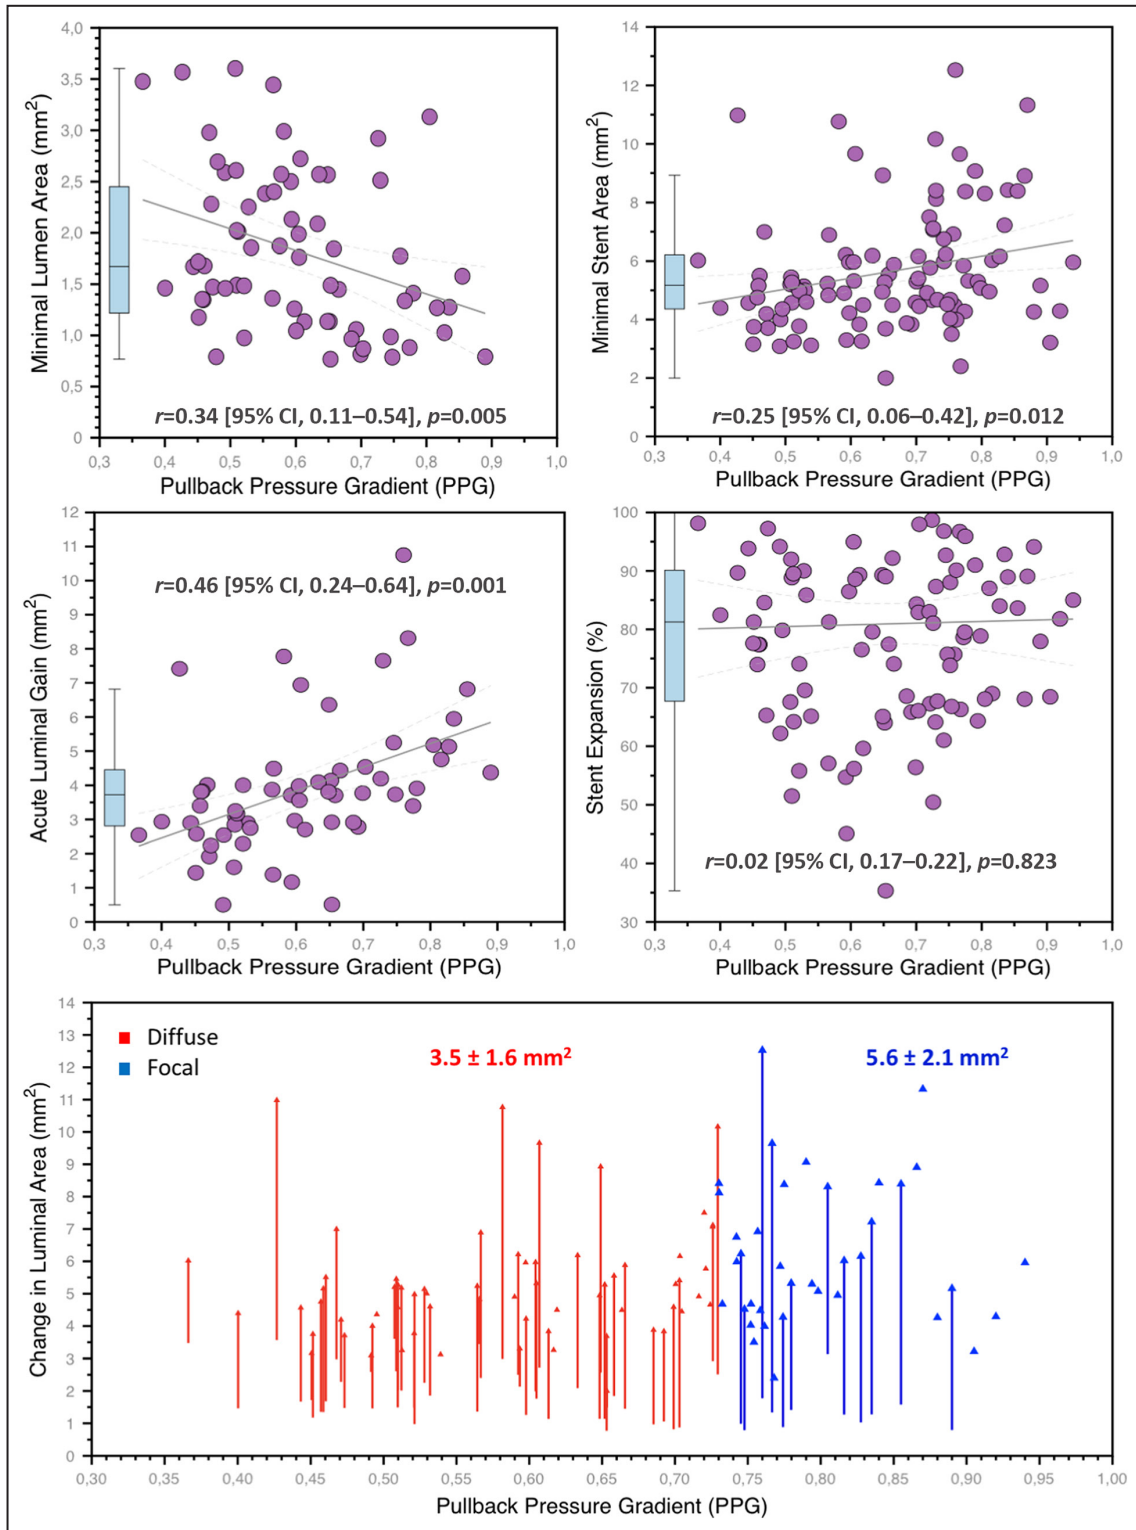 4,0
3,5
3,0
2,5
2,0
1,5
1,0
0,5
0
Minimal Lumen Area (mm²)
r=0.34 [95% CI, 0.11–0.54], p=0.005
0,3 0,4 0,5 0,6 0,7 0,8 0,9 1,0
Pullback Pressure Gradient (PPG)
14
12
10
8
6
4
2
0
Minimal Stent Area (mm²)
r=0.25 [95% CI, 0.06–0.42], p=0.012
0,3 0,4 0,5 0,6 0,7 0,8 0,9 1,0
Pullback Pressure Gradient (PPG)
12
11
10
9
8
7
6
5
4
3
2
1
0
Acute Luminal Gain (mm²)
r=0.46 [95% CI, 0.24–0.64], p=0.001
0,3 0,4 0,5 0,6 0,7 0,8 0,9 1,0
Pullback Pressure Gradient (PPG)
100
90
80
70
60
50
40
30
Stent Expansion (%)
r=0.02 [95% CI, 0.17–0.22], p=0.823
0,3 0,4 0,5 0,6 0,7 0,8 0,9 1,0
Pullback Pressure Gradient (PPG)
14
13
12
11
10
9
8
7
6
5
4
3
2
1
0
Change in Luminal Area (mm²)
Diffuse
Focal
3.5 ± 1.6 mm²
5.6 ± 2.1 mm²
0,30 0,35 0,40 0,45 0,50 0,55 0,60 0,65 0,70 0,75 0,80 0,85 0,90 0,95 1,00
Pullback Pressure Gradient (PPG)